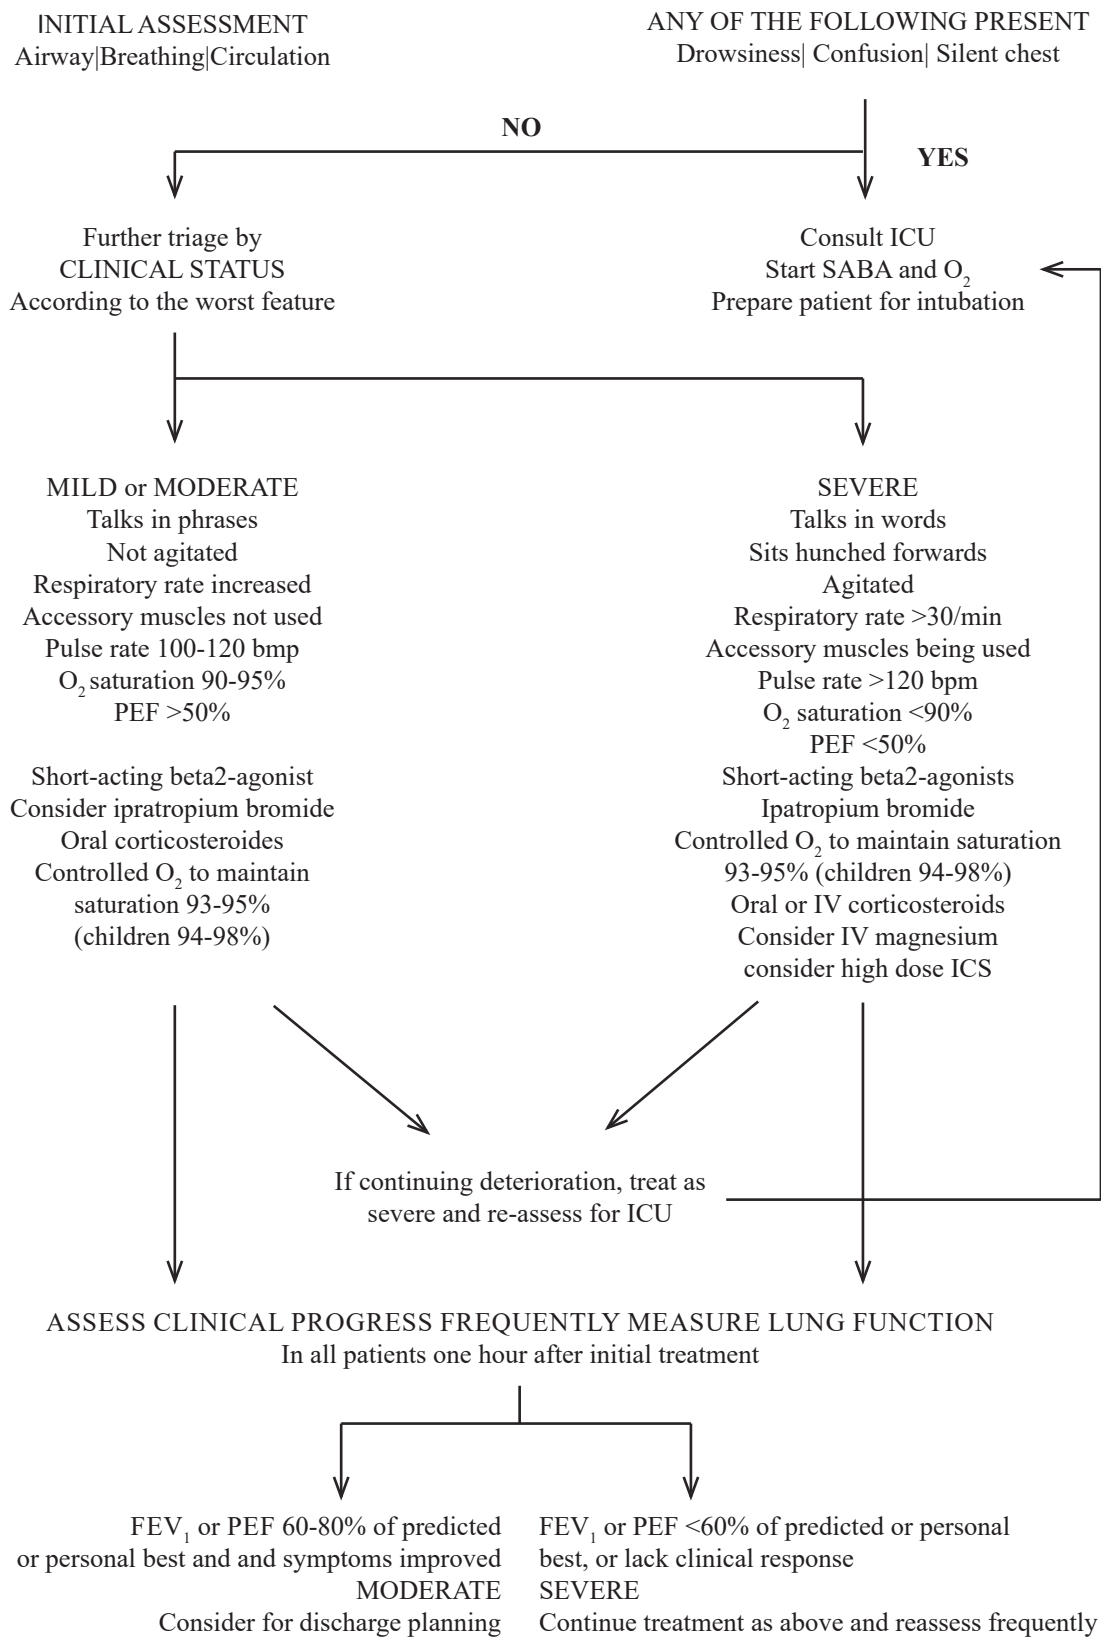 INITIAL ASSESSMENT
Airway|Breathing|Circulation
ANY OF THE FOLLOWING PRESENT
Drowsiness| Confusion| Silent chest
NO
YES
Further triage by
CLINICAL STATUS
According to the worst feature
Consult ICU
Start SABA and O₂
Prepare patient for intubation
MILD or MODERATE
Talks in phrases
Not agitated
Respiratory rate increased
Accessory muscles not used
Pulse rate 100-120 bmp
O₂ saturation 90-95%
PEF >50%
Short-acting beta2-agonist
Consider ipratropium bromide
Oral corticosteroides
Controlled O₂ to maintain
saturation 93-95%
(children 94-98%)
SEVERE
Talks in words
Sits hunched forwards
Agitated
Respiratory rate >30/min
Accessory muscles being used
Pulse rate >120 bpm
O₂ saturation <90%
PEF <50%
Short-acting beta2-agonists
Ipatropium bromide
Controlled O₂ to maintain saturation
93-95% (children 94-98%)
Oral or IV corticosteroids
Consider IV magnesium
consider high dose ICS
If continuing deterioration, treat as
severe and re-assess for ICU
ASSESS CLINICAL PROGRESS FREQUENTLY MEASURE LUNG FUNCTION
In all patients one hour after initial treatment
FEV₁ or PEF 60-80% of predicted
or personal best and and symptoms improved
MODERATE
Consider for discharge planning
FEV₁ or PEF <60% of predicted or personal
best, or lack clinical response
SEVERE
Continue treatment as above and reassess frequently